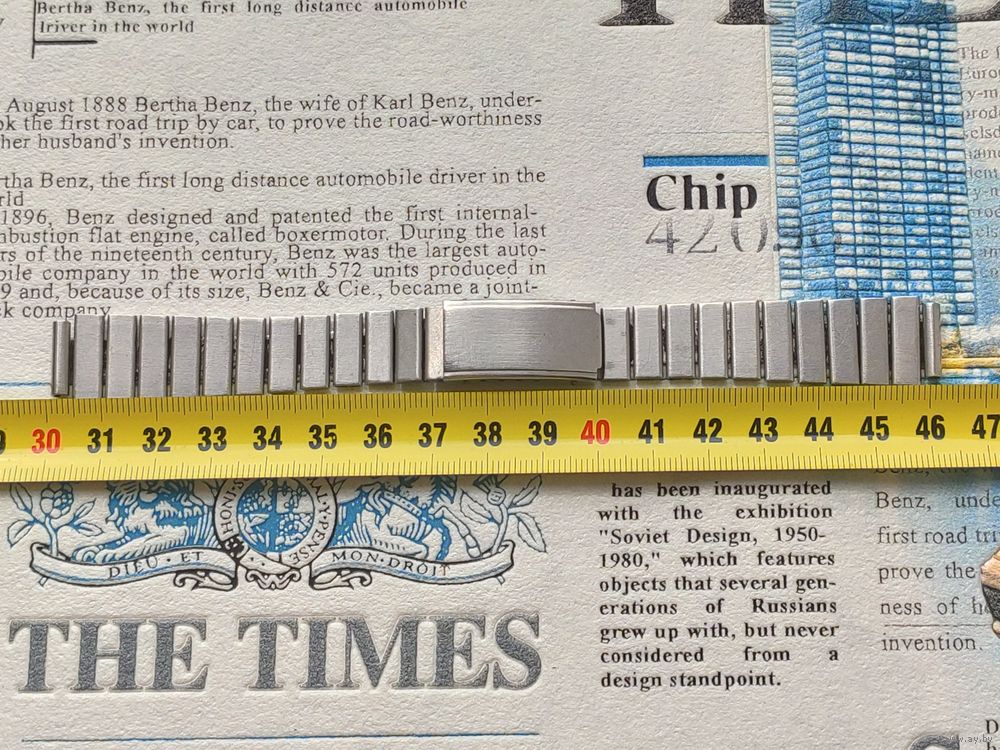 Bertha Benz, the first long distance automobile
driver in the world
August 1888 Bertha Benz, the wife of Karl Benz, under-
ok the first road trip by car, to prove the road-worthiness
her husband's invention.
rtha Benz, the first long distance automobile driver in the
rld
1896, Benz designed and patented the first internal-
mbustion flat engine, called boxermotor. During the last
rs of the nineteenth century, Benz was the largest auto-
bile company in the world with 572 units produced in
9 and, because of its size, Benz & Cie., became a joint-
ck company
The
Chip
420
9 30 31 32 33 34 35 36 37 38 39 40 41 42 43 44 45 46 47
DIEU · ET
MON · DROIT
THE TIMES
has been inaugurated
with the exhibition
"Soviet Design, 1950-
1980," which features
objects that several gen-
erations of Russians
grew up with, but never
considered from a
design standpoint.
Benz, unde
first road tri
prove the
ness of h
invention.